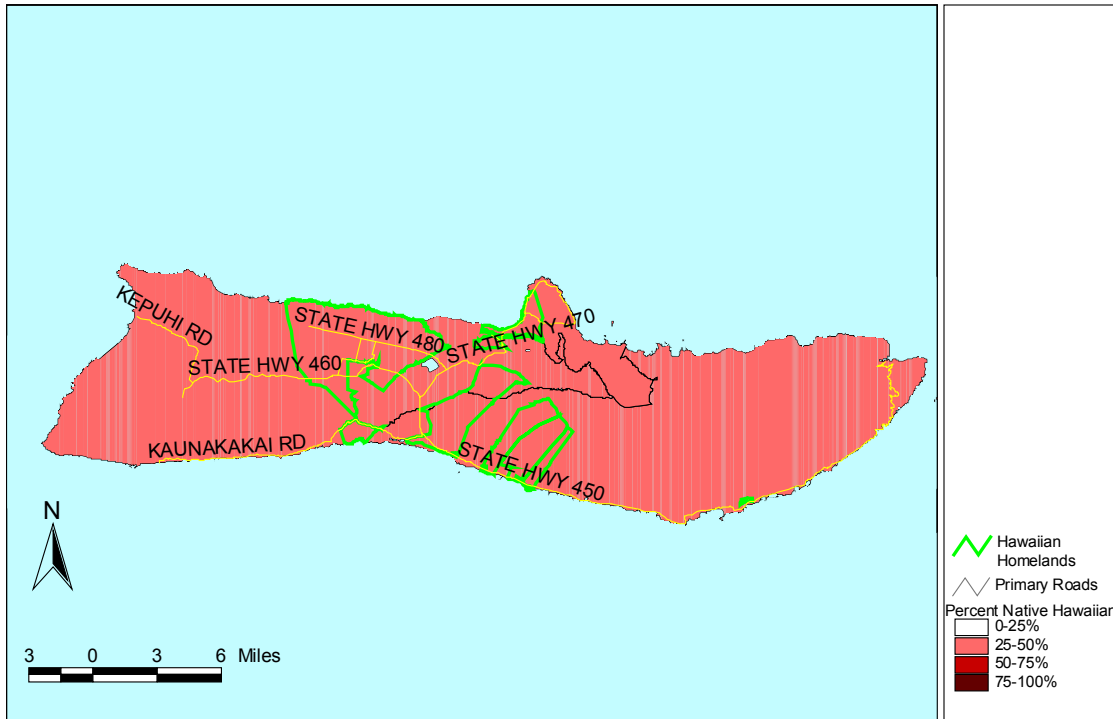 KEPUHI RD
STATE HWY 480
STATE HWY 470
STATE HWY 460
KAUNAKAKAI RD
STATE HWY 450
N
3 0 3 6 Miles
Hawaiian
Homelands
Primary Roads
Percent Native Hawaiian
0-25%
25-50%
50-75%
75-100%